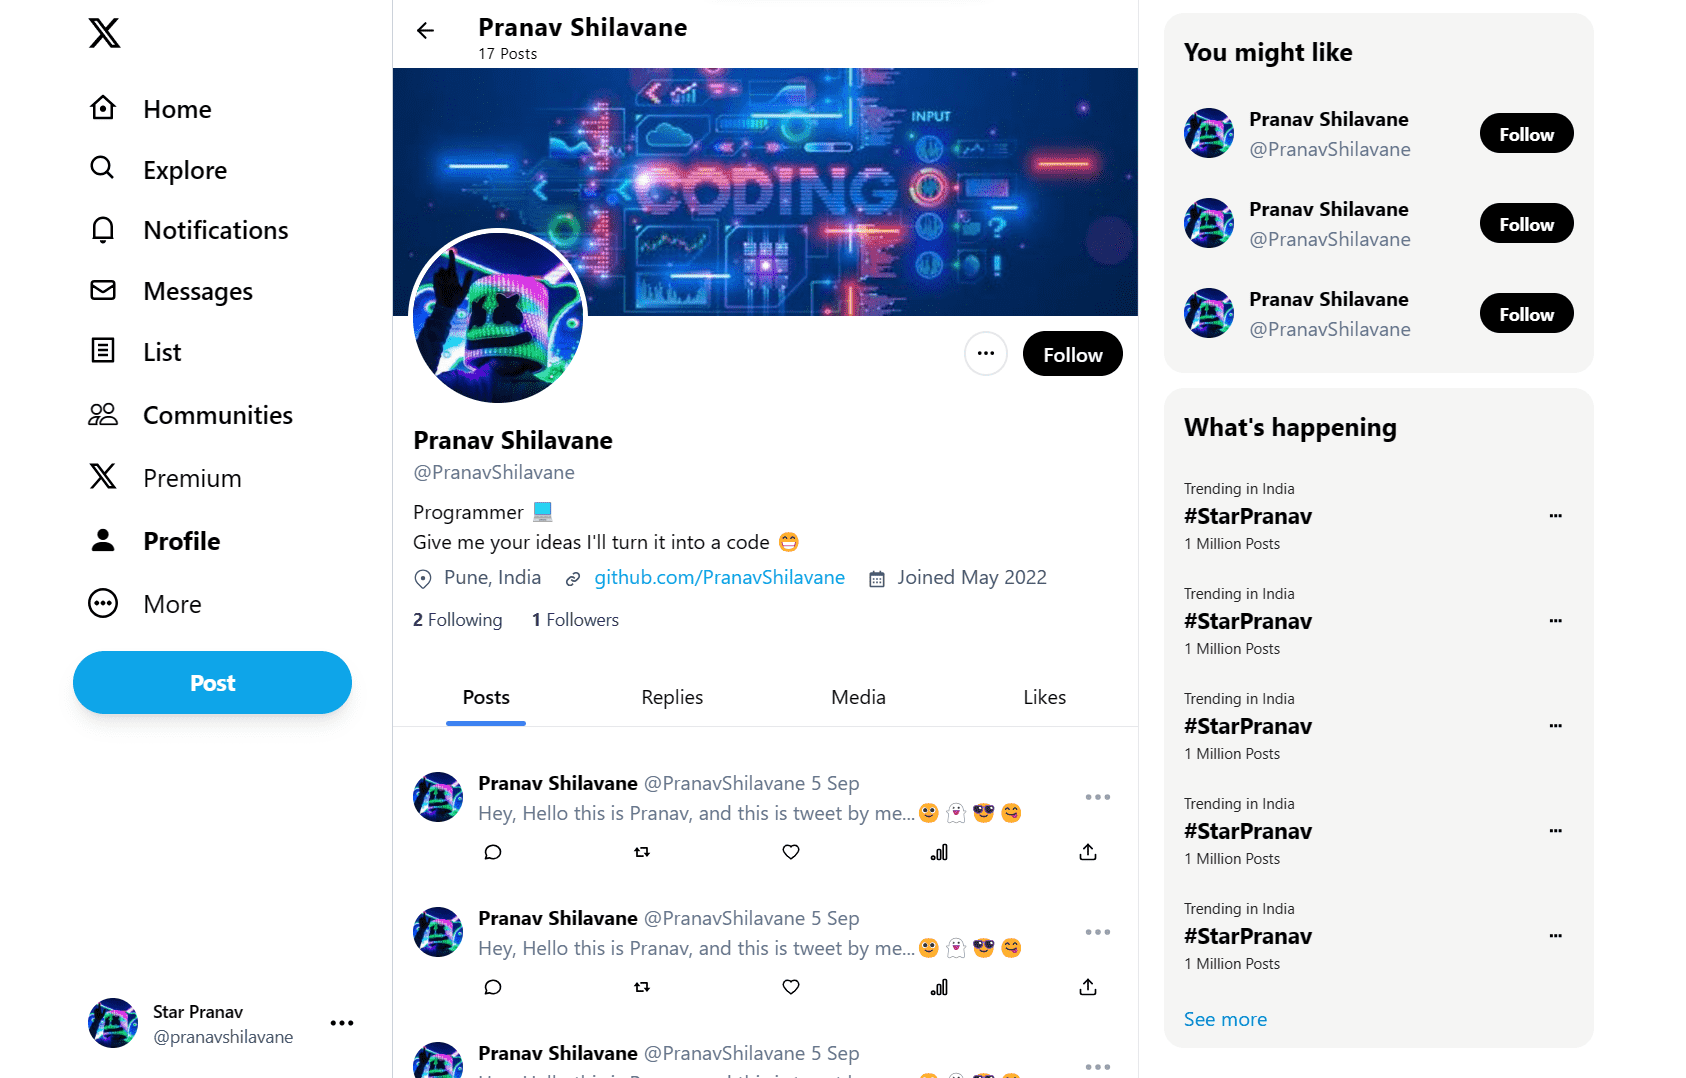 Home
Explore
Notifications
Messages
List
Communities
Premium
Profile
More
Post
Star Pranav
@pranavshilavane
Pranav Shilavane
17 Posts
INPUT
CODING
Follow
Pranav Shilavane
@PranavShilavane
Programmer 💻
Give me your ideas I'll turn it into a code 😁
Pune, India github.com/PranavShilavane Joined May 2022
2 Following 1 Followers
Posts Replies Media Likes
Pranav Shilavane @PranavShilavane 5 Sep
Hey, Hello this is Pranav, and this is tweet by me...🙂 👻 😎 😋
Pranav Shilavane @PranavShilavane 5 Sep
Hey, Hello this is Pranav, and this is tweet by me...🙂 👻 😎 😋
Pranav Shilavane @PranavShilavane 5 Sep
You might like
Pranav Shilavane
@PranavShilavane
Follow
Pranav Shilavane
@PranavShilavane
Follow
Pranav Shilavane
@PranavShilavane
Follow
What's happening
Trending in India
#StarPranav
1 Million Posts
Trending in India
#StarPranav
1 Million Posts
Trending in India
#StarPranav
1 Million Posts
Trending in India
#StarPranav
1 Million Posts
Trending in India
#StarPranav
1 Million Posts
See more